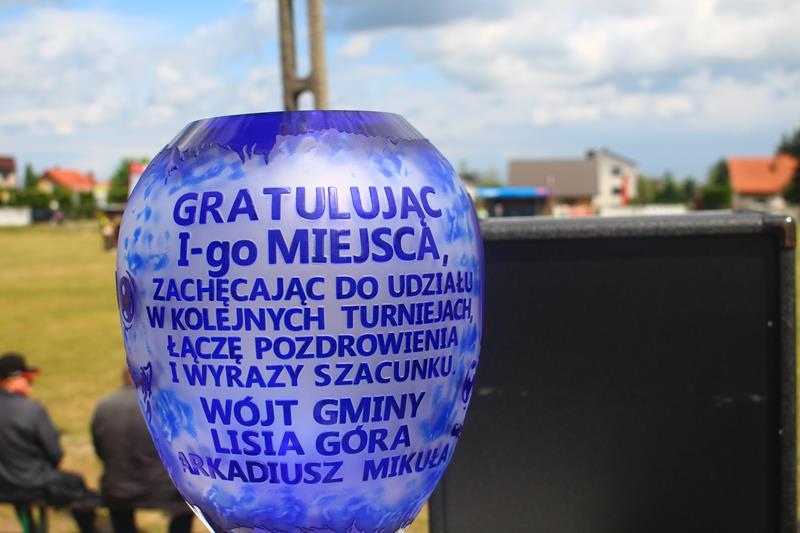 GRATULUJĄC
I-go MIEJSCA,
ZACHĘCAJĄC DO UDZIAŁU
W KOLEJNYCH TURNIEJACH,
ŁĄCZĘ POZDROWIENIA
I WYRAZY SZACUNKU.
WÓJT GMINY
LISIA GÓRA
ARKADIUSZ MIKUŁA